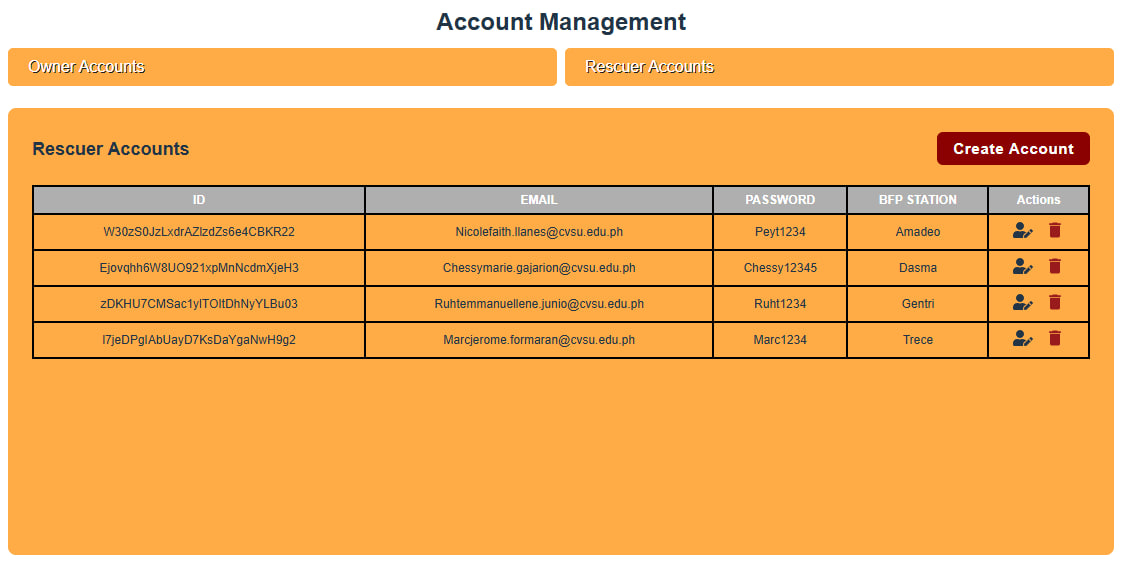 Account Management
Owner Accounts Rescuer Accounts
Rescuer Accounts Create Account
ID EMAIL PASSWORD BFP STATION Actions
W30zS0JzLxdrAZlzdZs6e4CBKR22 Nicolefaith.llanes@cvsu.edu.ph Peyt1234 Amadeo
Ejovqhh6W8UO921xpMnNcdmXjeH3 Chessymarie.gajarion@cvsu.edu.ph Chessy12345 Dasma
zDKHU7CMSac1ylTOltDhNyYLBu03 Ruhtemmanuellene.junio@cvsu.edu.ph Ruht1234 Gentri
I7jeDPgIAbUayD7KsDaYgaNwH9g2 Marcjerome.formaran@cvsu.edu.ph Marc1234 Trece